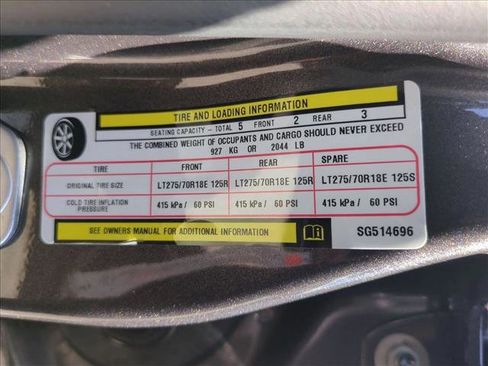 TIRE AND LOADING INFORMATION
SEATING CAPACITY - TOTAL 5 FRONT 2 REAR 3
THE COMBINED WEIGHT OF OCCUPANTS AND CARGO SHOULD NEVER EXCEED
927 KG OR 2044 LB
TIRE FRONT REAR SPARE
ORIGINAL TIRE SIZE LT275/70R18E 125R LT275/70R18E 125R LT275/70R18E 125S
COLD TIRE INFLATION PRESSURE 415 kPa / 60 PSI 415 kPa / 60 PSI 415 kPa / 60 PSI
SEE OWNERS MANUAL FOR ADDITIONAL INFORMATION SG514696